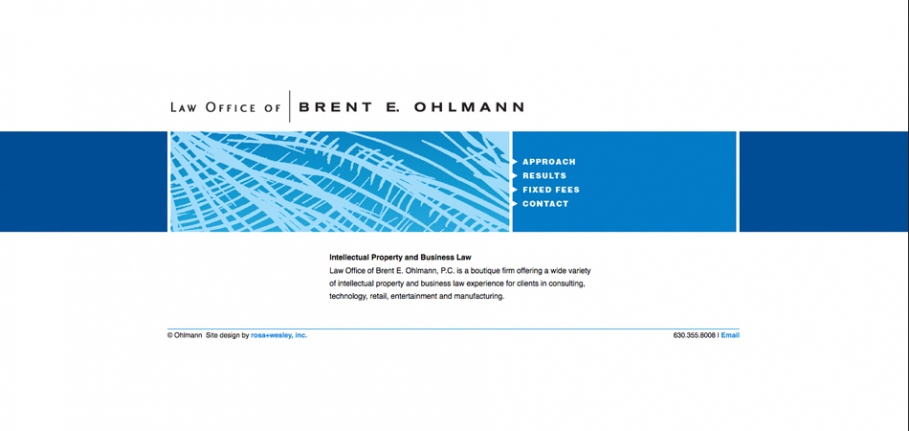 LAW OFFICE OF BRENT E. OHLMANN
APPROACH
RESULTS
FIXED FEES
CONTACT
Intellectual Property and Business Law
Law Office of Brent E. Ohlmann, P.C. is a boutique firm offering a wide variety
of intellectual property and business law experience for clients in consulting,
technology, retail, entertainment and manufacturing.
© Ohlmann Site design by rosa+wesley, inc.
630.355.8008 | Email